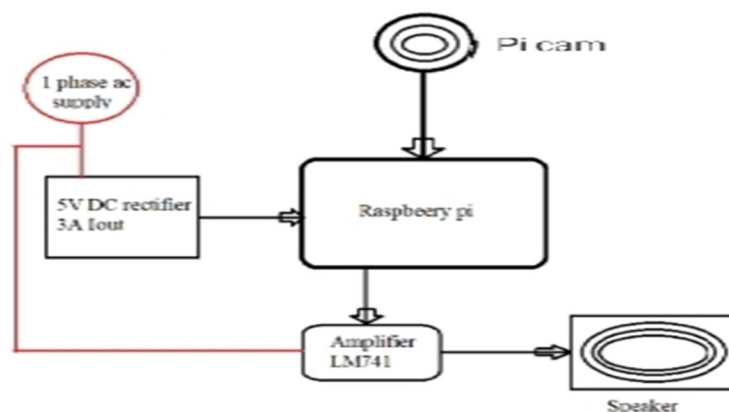 Pi cam
1 phase ac
supply
5V DC rectifier
3A Iout
Raspbeery pi
Amplifier
LM741
Speaker